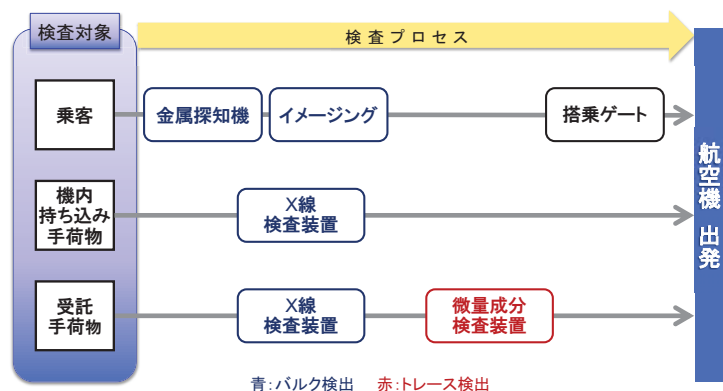 検査対象
検査プロセス
乗客
金属探知機
イメージング
搭乗ゲート
機内
持ち込み
手荷物
X線
検査装置
受託
手荷物
X線
検査装置
微量成分
検査装置
航空機 出発
青:バルク検出 赤:トレース検出